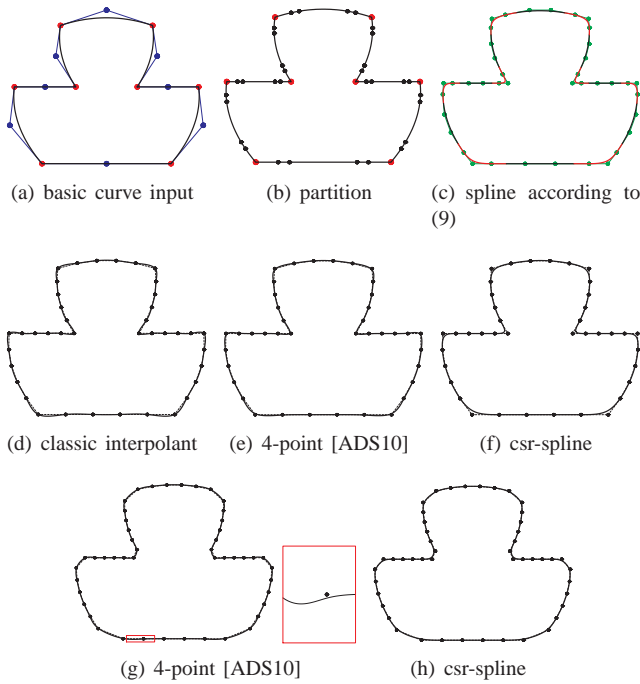 (a) basic curve input
(b) partition
(c) spline according to
(9)
(d) classic interpolant
(e) 4-point [ADS10]
(f) csr-spline
(g) 4-point [ADS10]
(h) csr-spline